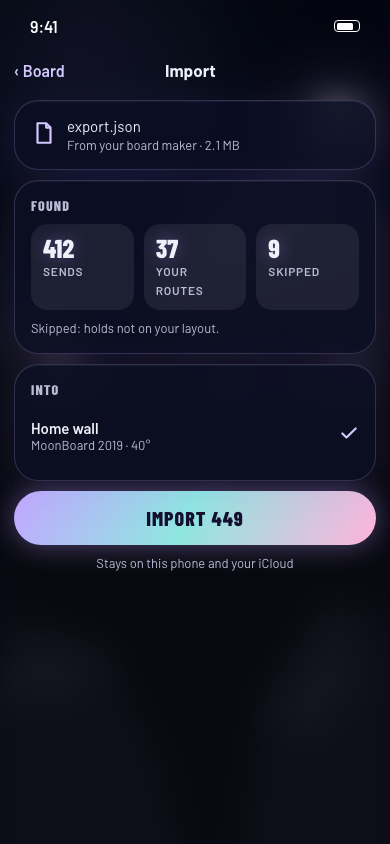 9:41
‹ Board
Import
export.json
From your board maker · 2.1 MB
FOUND
412
SENDS
37
YOUR
ROUTES
9
SKIPPED
Skipped: holds not on your layout.
INTO
Home wall
MoonBoard 2019 · 40°
IMPORT 449
Stays on this phone and your iCloud